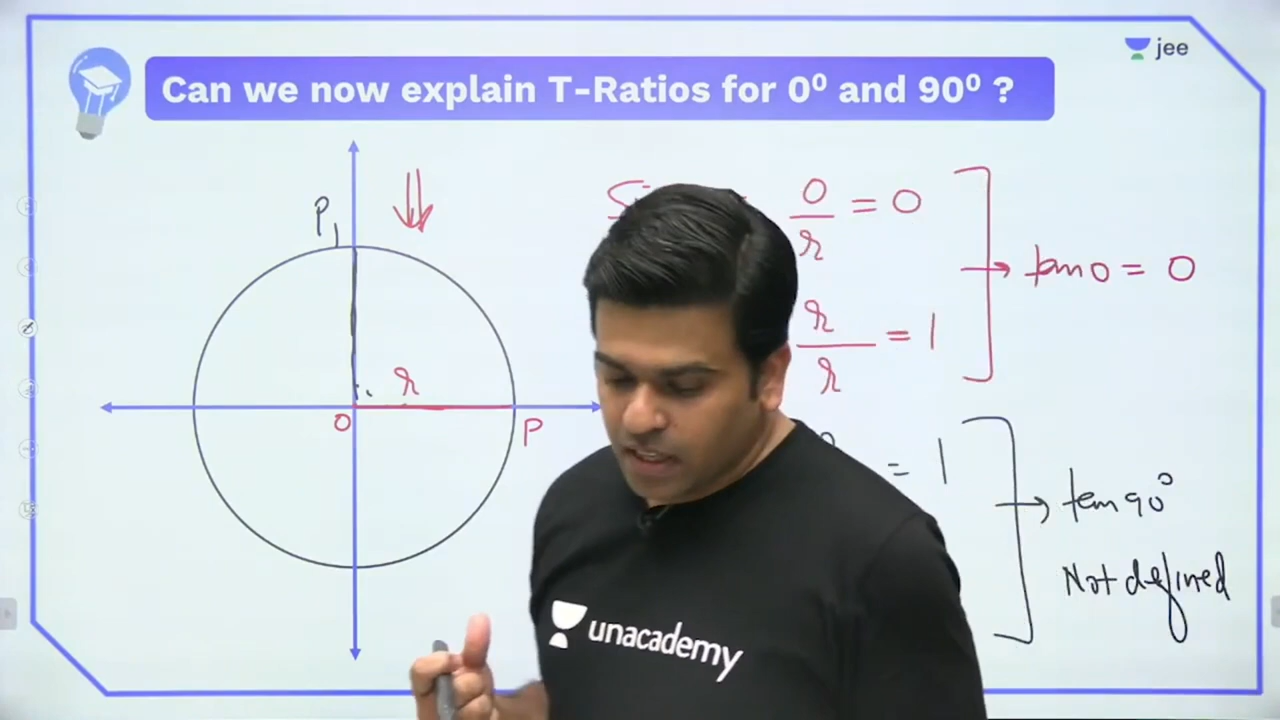 jee
Can we now explain T-Ratios for 0⁰ and 90⁰ ?
P₁
0/r = 0
r/r = 1
tan 0 = 0
r
O
P
= 1
tan 90°
Not defined
unacademy